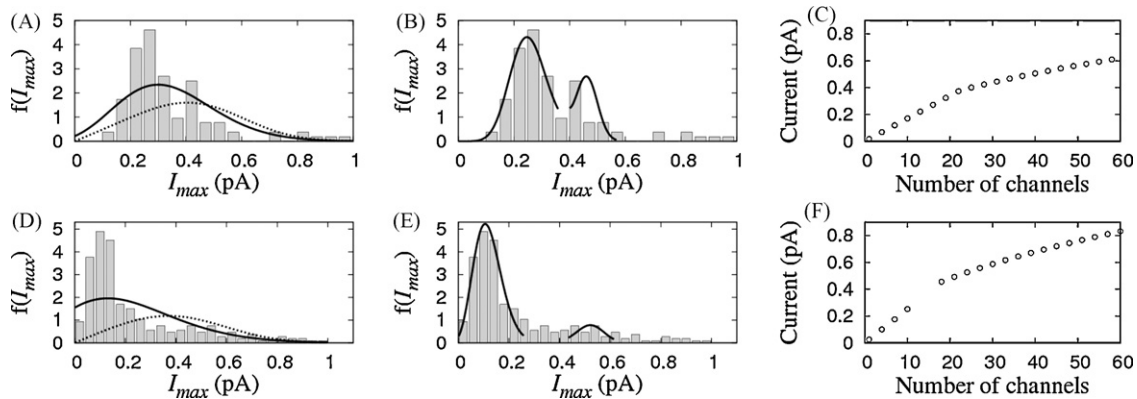 (A)
5
4
3
2
1
0
f(I_max)
0 0.2 0.4 0.6 0.8 1
I_max (pA)
(B)
5
4
3
2
1
0
f(I_max)
0 0.2 0.4 0.6 0.8 1
I_max (pA)
(C)
0.8
0.6
0.4
0.2
0
Current (pA)
0 10 20 30 40 50 60
Number of channels
(D)
5
4
3
2
1
0
f(I_max)
0 0.2 0.4 0.6 0.8 1
I_max (pA)
(E)
5
4
3
2
1
0
f(I_max)
0 0.2 0.4 0.6 0.8 1
I_max (pA)
(F)
0.8
0.6
0.4
0.2
0
Current (pA)
0 10 20 30 40 50 60
Number of channels